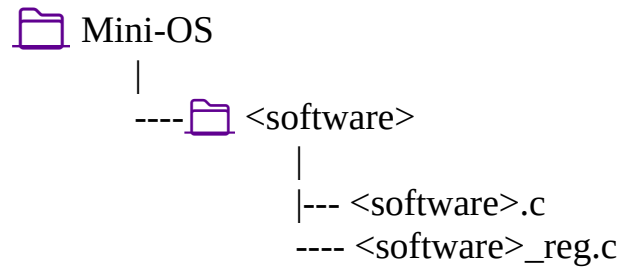 Mini-OS
|
---- <software>
|
|--- <software>.c
---- <software>_reg.c